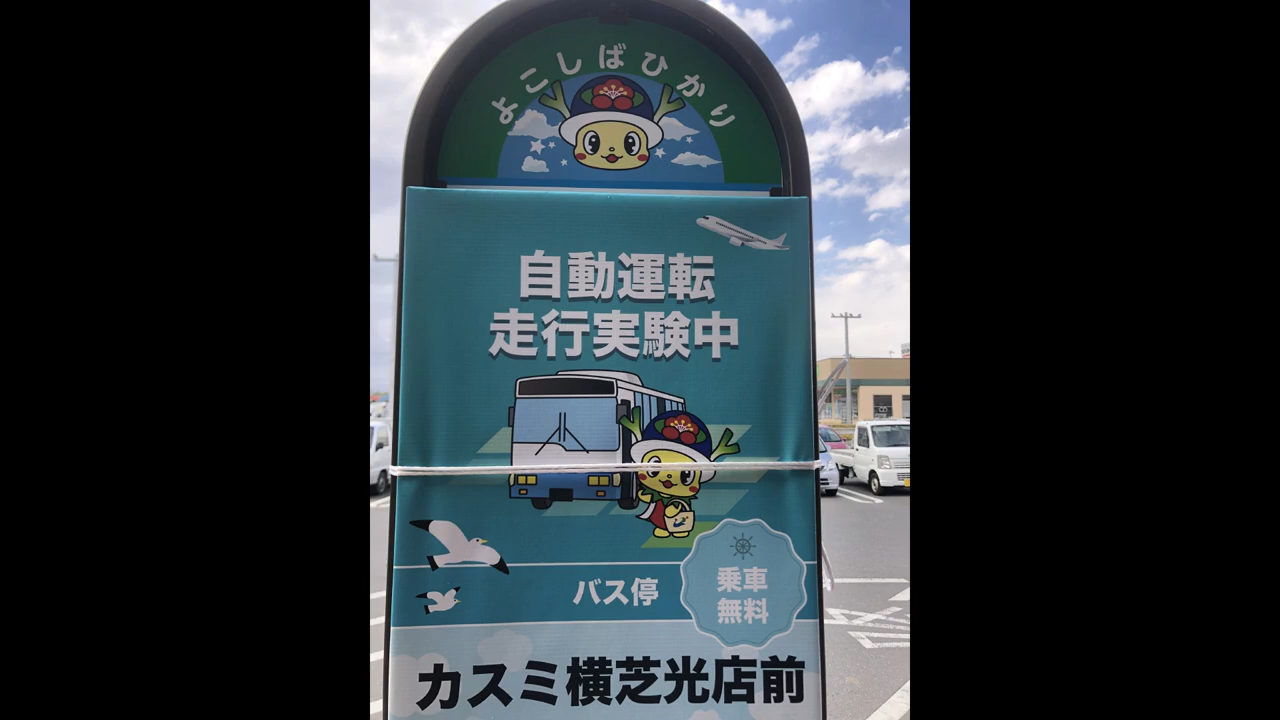 よこしばひかり
自動運転
走行実験中
バス停
乗車
無料
カスミ横芝光店前